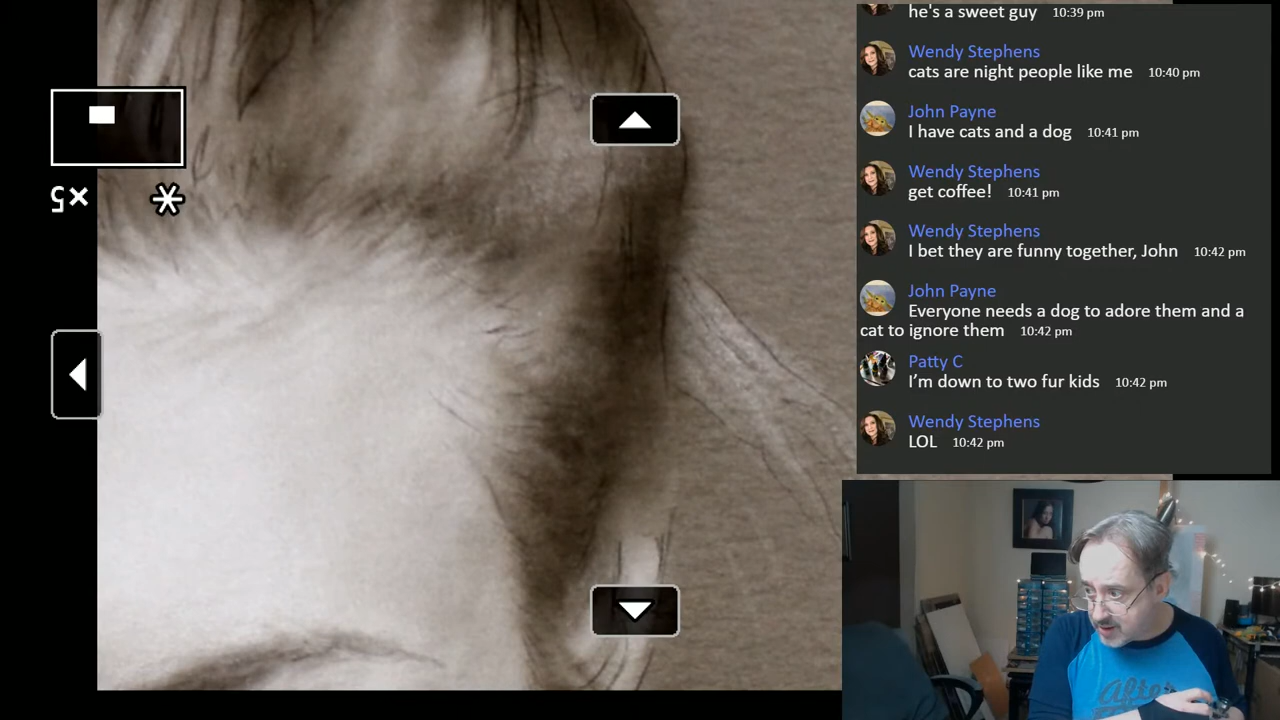 he's a sweet guy 10:39 pm
Wendy Stephens
cats are night people like me 10:40 pm
John Payne
I have cats and a dog 10:41 pm
Wendy Stephens
get coffee! 10:41 pm
Wendy Stephens
I bet they are funny together, John 10:42 pm
John Payne
Everyone needs a dog to adore them and a
cat to ignore them 10:42 pm
Patty C
I’m down to two fur kids 10:42 pm
Wendy Stephens
LOL 10:42 pm
×5